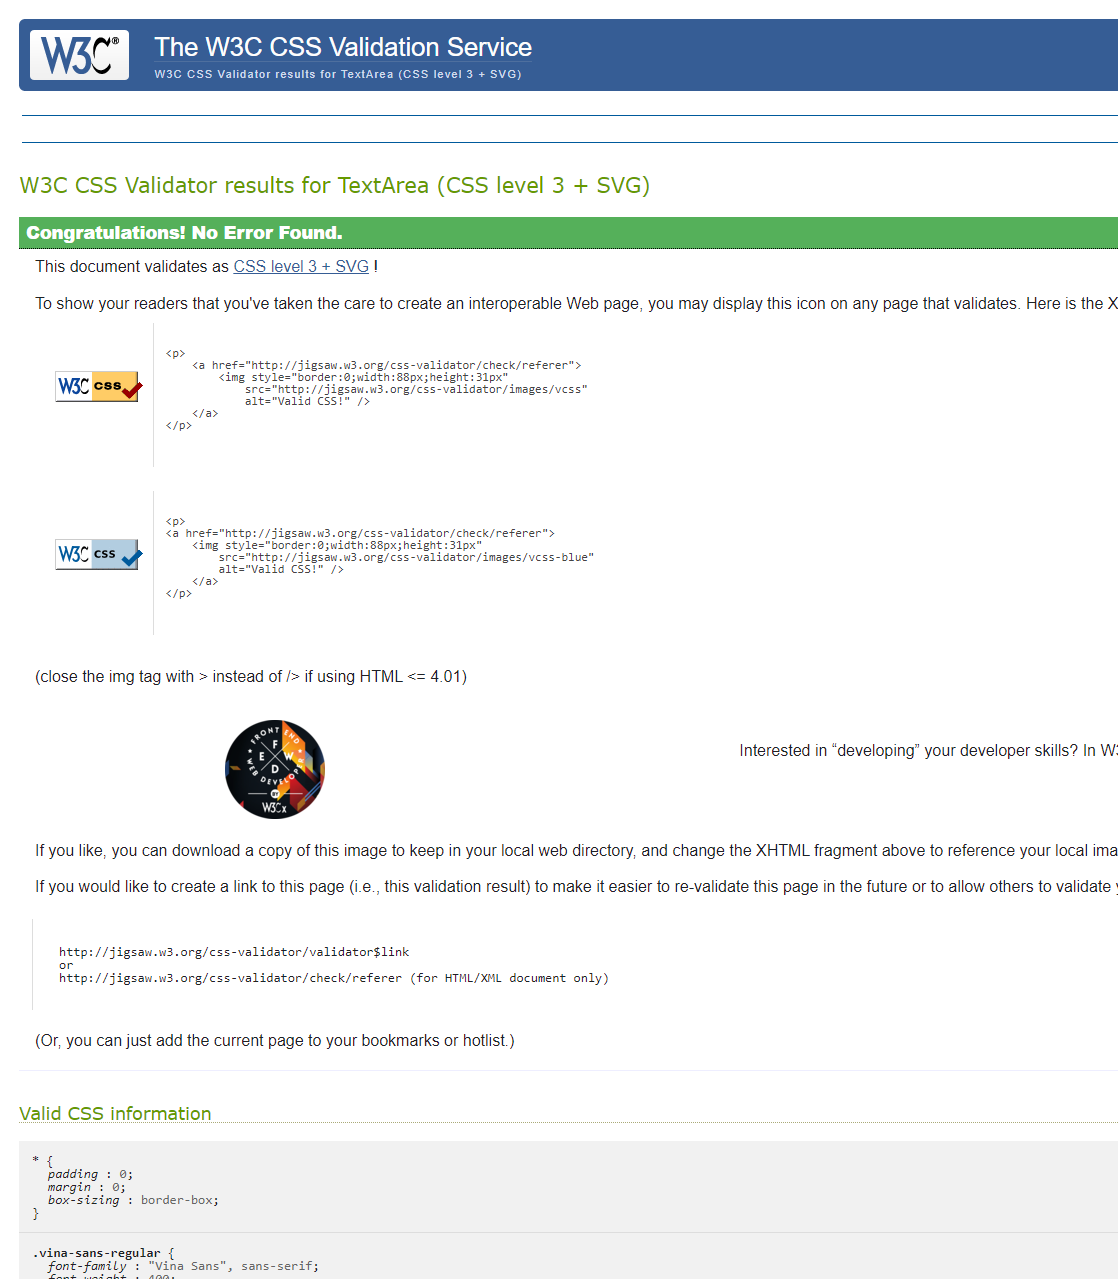 W3C®
The W3C CSS Validation Service
W3C CSS Validator results for TextArea (CSS level 3 + SVG)
W3C CSS Validator results for TextArea (CSS level 3 + SVG)
Congratulations! No Error Found.
This document validates as CSS level 3 + SVG !
To show your readers that you've taken the care to create an interoperable Web page, you may display this icon on any page that validates. Here is the X
W3C css
<p>
<a href="http://jigsaw.w3.org/css-validator/check/referer">
<img style="border:0;width:88px;height:31px"
src="http://jigsaw.w3.org/css-validator/images/vcss"
alt="Valid CSS!" />
</a>
</p>
W3C css
<p>
<a href="http://jigsaw.w3.org/css-validator/check/referer">
<img style="border:0;width:88px;height:31px"
src="http://jigsaw.w3.org/css-validator/images/vcss-blue"
alt="Valid CSS!" />
</a>
</p>
(close the img tag with > instead of /> if using HTML <= 4.01)
FRONT END
F
E W
D
WEB DEVELOPER
BY
W3Cx
Interested in “developing” your developer skills? In W3
If you like, you can download a copy of this image to keep in your local web directory, and change the XHTML fragment above to reference your local ima
If you would like to create a link to this page (i.e., this validation result) to make it easier to re-validate this page in the future or to allow others to validate y
http://jigsaw.w3.org/css-validator/validator$link
or
http://jigsaw.w3.org/css-validator/check/referer (for HTML/XML document only)
(Or, you can just add the current page to your bookmarks or hotlist.)
Valid CSS information
* {
padding : 0;
margin : 0;
box-sizing : border-box;
}
.vina-sans-regular {
font-family : "Vina Sans", sans-serif;
font-weight : 400;